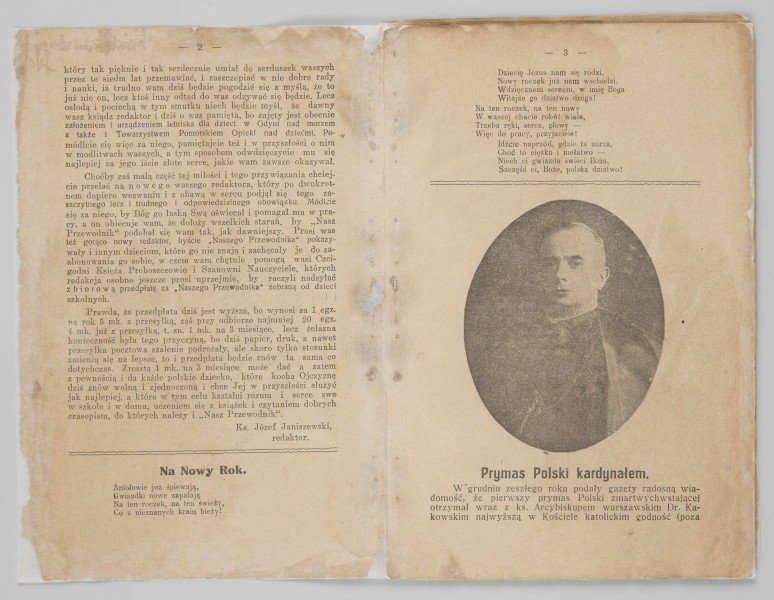 — 2 —
który tak pięknie i tak serdecznie umiał do serduszek waszych
przez te siedm lat przemawiać, i zaszczepiać w nie dobre rady
i nauki, iż trudno wam dziś będzie pogodzić się z myślą, że to
już nie on, lecz ktoś inny odtąd do was odzywać się będzie. Lecz
osłodą i pociechą w tym smutku niech będzie myśl, że dawny
wasz ksiądz redaktor i dziś o was pamięta, bo zajęty jest obecnie
założeniem i urządzeniem letniska dla dzieci w Gdyni nad morzem
a także i Towarzystwem Pomorskiem Opieki nad dziećmi. Po-
módlcie się więc za niego, pamiętajcie też i w przyszłości o nim
w modlitwach waszych, a tym sposobem odwdzięczycie mu się
najlepiej za jego iście złote serce, jakie wam zawsze okazywał.
Choćby zaś małą część tej miłości i tego przywiązania chciej-
cie przelać na nowego waszego redaktora, który po dwukrot-
nem dopiero wezwaniu i z obawą w sercu podjął się tego za-
szczytnego lecz i trudnego i odpowiedzialnego obowiązku. Módlcie
się za niego, by Bóg go łaską Swą oświecał i pomagał mu w pra-
cy, a on obiecuje wam, że dołoży wszelkich starań, by „Nasz
Przewodnik" podobał się wam tak, jak dawniejszy. Prosi was
też gorąco nowy redaktor, byście „Naszego Przewodnika" pokazy-
wały i innym dzieciom, które go nie znają i zachęcały je do za-
abonowania go sobie, w czem wam chętnie pomogą wasi Czci-
godni Księża Proboszczowie i Szanowni Nauczyciele, których
redakcja osobno jeszcze prosi uprzejmie, by raczyli nadsyłać
zbiorową przedpłatę za „Naszego Przewodnika" zebraną od dzieci
szkolnych.
Prawda, że przedpłata dziś jest wyższa, bo wynosi za 1 egz.
na rok 5 mk. z przesyłką, zaś przy odbiorze najmniej 20 egz.
4 mk. już z przesyłką, t. zn. 1 mk. na 3 miesiące, lecz żelazna
konieczność była tego przyczyną, bo dziś papier, druk, a nawet
przesyłka pocztowa szalenie podrożały, ale skoro tylko stosunki
zmienią się na lepsze, to i przedpłata będzie znów ta sama co
dotychczas. Zresztą 1 mk. na 3 miesiące może dać a zatem
z pewnością i da każde polskie dziecko, które kocha Ojczyznę
dziś znów wolną i zjednoczoną i chce Jej w przyszłości służyć
jak najlepiej, a które w tym celu kształci rozum i serce swe
w szkole i w domu, uczeniem się z książek i czytaniem dobrych
czasopism, do których należy i „Nasz Przewodnik".
Ks. Józef Janiszewski,
redaktor.
Na Nowy Rok.
Aniołowie już śpiewają,
Gwiazdki nowe zapalają
Na ten roczek, na ten świeży,
Co z nieznanych krain bieży!
— 3 —
Dziecię Jezus nam się rodzi,
Nowy roczek już nam wschodzi.
Wdzięcznem sercem, w imię Boga
Witajże go dziatwo droga!
Na ten roczek, na ten nowy
W waszej chacie robót wiele,
Trzeba ręki, serca, głowy —
Więc do pracy, przyjaciele!
Idźcie naprzód, gdzie ta zorza,
Choć to ciężko i niełatwo —
Niech ci gwiazda świeci Boża,
Szczęść ci, Boże, polska dziatwo!
Prymas Polski kardynałem.
W grudniu zeszłego roku podały gazety radosną wia-
domość, że pierwszy prymas Polski zmartwychwstającej
otrzymał wraz z ks. Arcybiskupem warszawskim Dr. Ka-
kowskim najwyższą w Kościele katolickim godność (poza